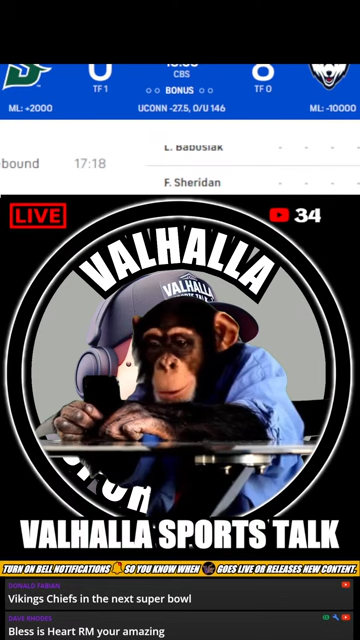 0
8
CBS
TF 1
BONUS
TF 0
ML: +2000
UCONN -27.5, O/U 146
ML: -10000
L. Babusiak
-bound
17:18
F. Sheridan
LIVE
34
VALHALLA
VALHALLA
SPORTS TALK
VALHALLA SPORTS TALK
TURN ON BELL NOTIFICATIONS SO YOU KNOW WHEN GOES LIVE OR RELEASES NEW CONTENT.
DONALD FABIAN
Vikings Chiefs in the next super bowl
DAVE RHODES
Bless is Heart RM your amazing